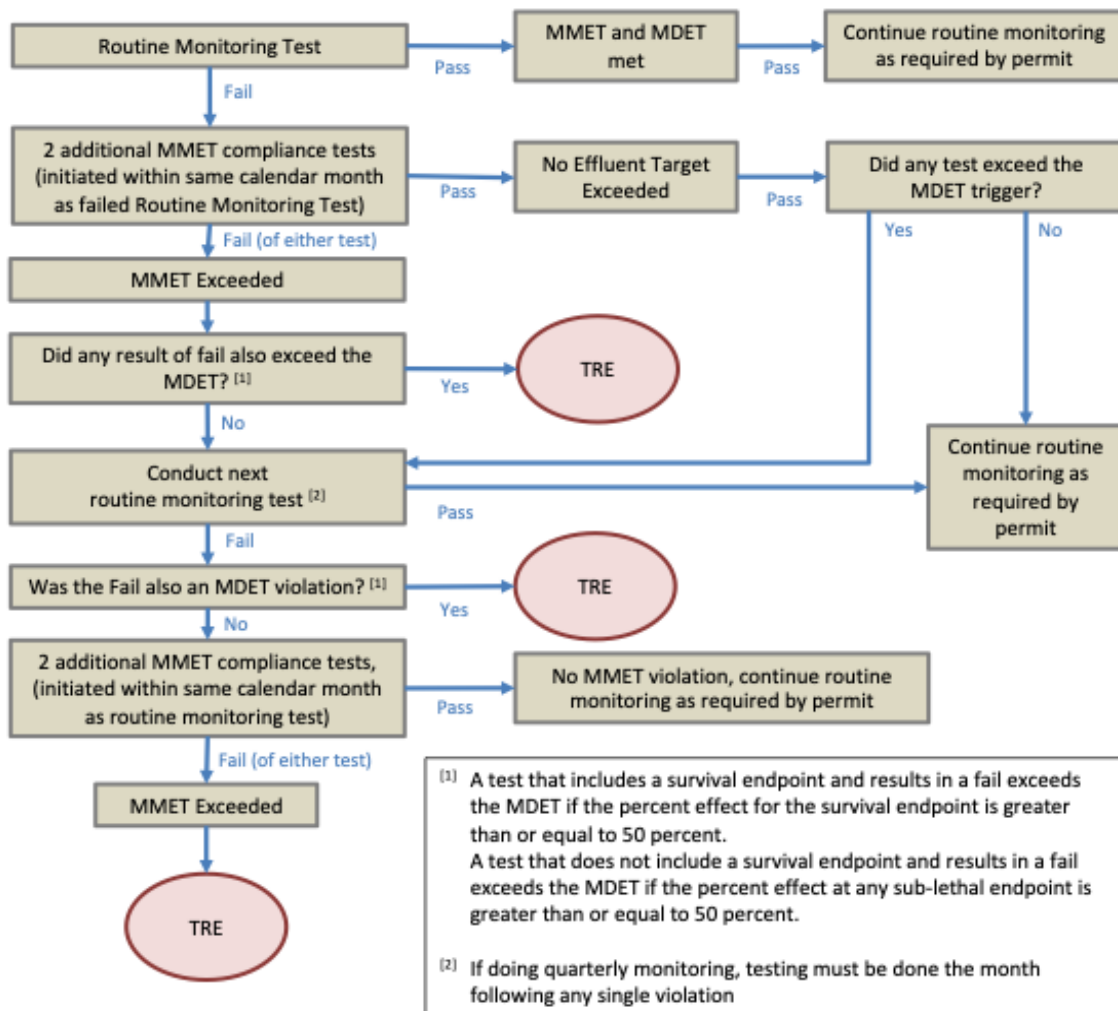 Routine Monitoring Test
Pass
MMET and MDET
met
Pass
Continue routine monitoring
as required by permit
Fail
2 additional MMET compliance tests
(initiated within same calendar month
as failed Routine Monitoring Test)
Pass
No Effluent Target
Exceeded
Pass
Did any test exceed the
MDET trigger?
Yes
No
Fail (of either test)
MMET Exceeded
Did any result of fail also exceed the
MDET? [1]
Yes
TRE
No
Conduct next
routine monitoring test [2]
Pass
Continue routine
monitoring as
required by
permit
Fail
Was the Fail also an MDET violation? [1]
Yes
TRE
No
2 additional MMET compliance tests,
(initiated within same calendar month
as routine monitoring test)
Pass
No MMET violation, continue routine
monitoring as required by permit
Fail (of either test)
MMET Exceeded
TRE
[1] A test that includes a survival endpoint and results in a fail exceeds
the MDET if the percent effect for the survival endpoint is greater
than or equal to 50 percent.
A test that does not include a survival endpoint and results in a fail
exceeds the MDET if the percent effect at any sub-lethal endpoint is
greater than or equal to 50 percent.
[2] If doing quarterly monitoring, testing must be done the month
following any single violation